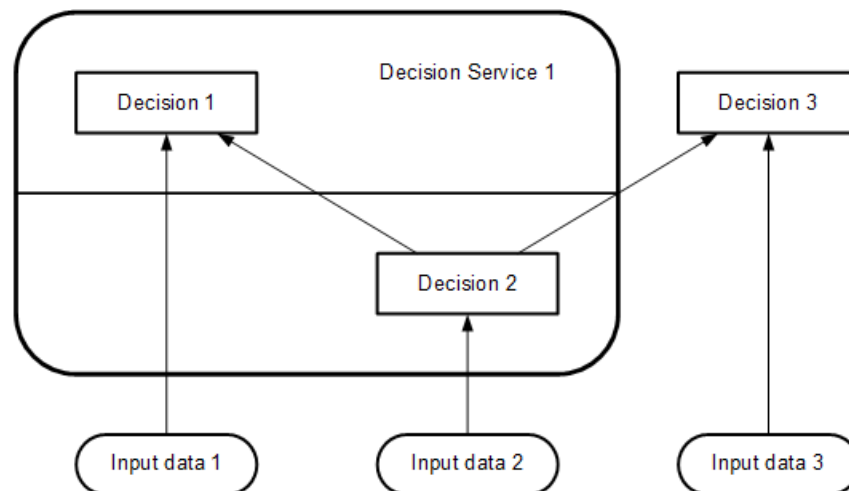 Decision Service 1
Decision 1
Decision 3
Decision 2
Input data 1
Input data 2
Input data 3